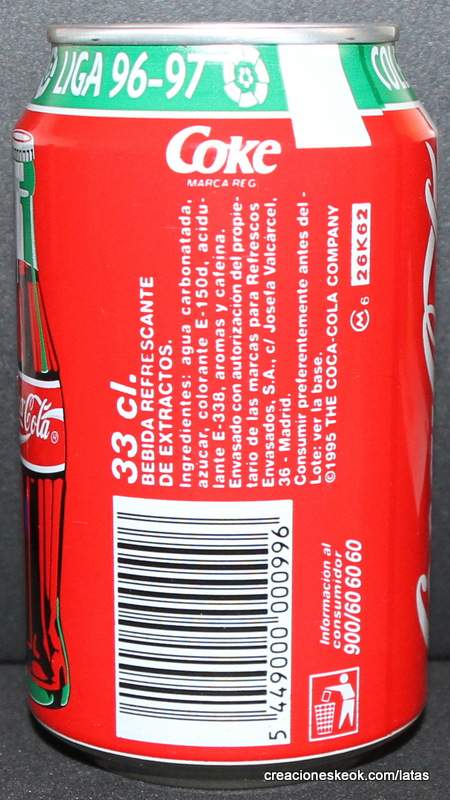 LIGA 96-97
COL
Coke
MARCA REG
33 cl.
BEBIDA REFRESCANTE
DE EXTRACTOS.
Ingredientes: agua carbonatada,
azúcar, colorante E-150d, acidu-
lante E-338, aromas y cafeína.
Envasado con autorización del propie-
tario de las marcas para Refrescos
Envasados, S.A., c/ Josefa Valcárcel,
36 - Madrid.
Consumir preferentemente antes del -
Lote: ver la base.
©1995 THE COCA-COLA COMPANY
M 6 26K62
Cola ®
5 449000 000996
Información al
consumidor
900/60 60 60
creacioneskeok.com/latas